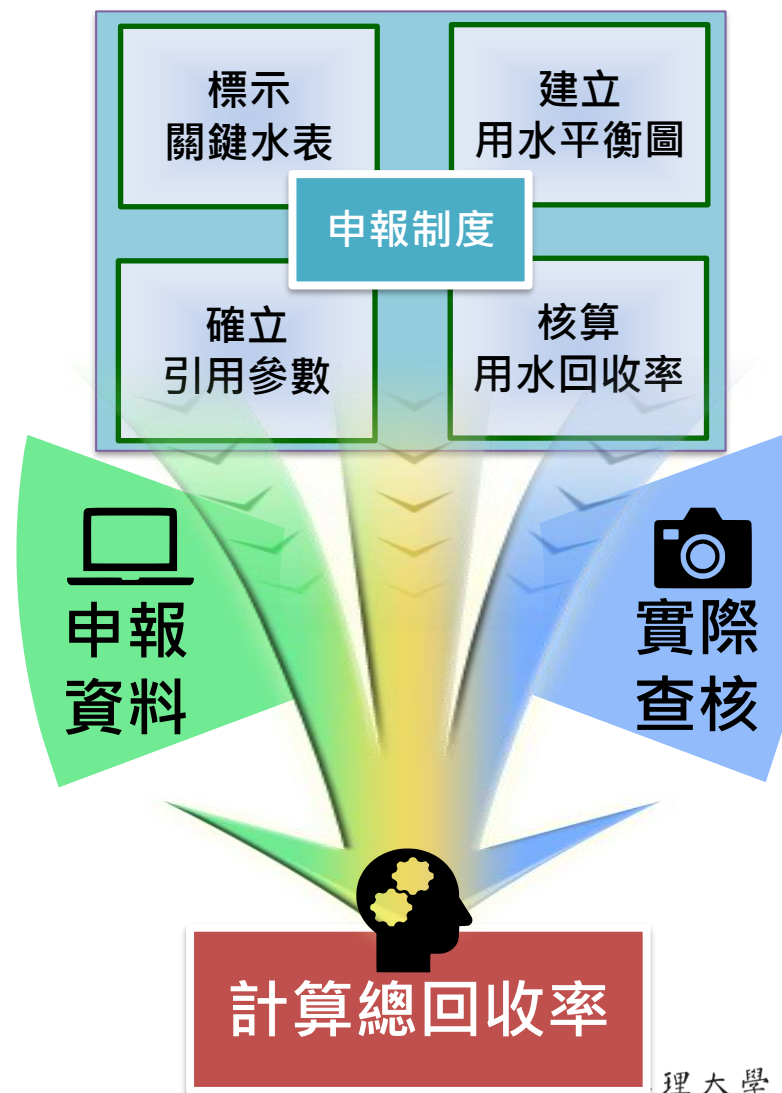 標示
關鍵水表
建立
用水平衡圖
申報制度
確立
引用參數
核算
用水回收率
申報
資料
實際
查核
計算總回收率
理大學